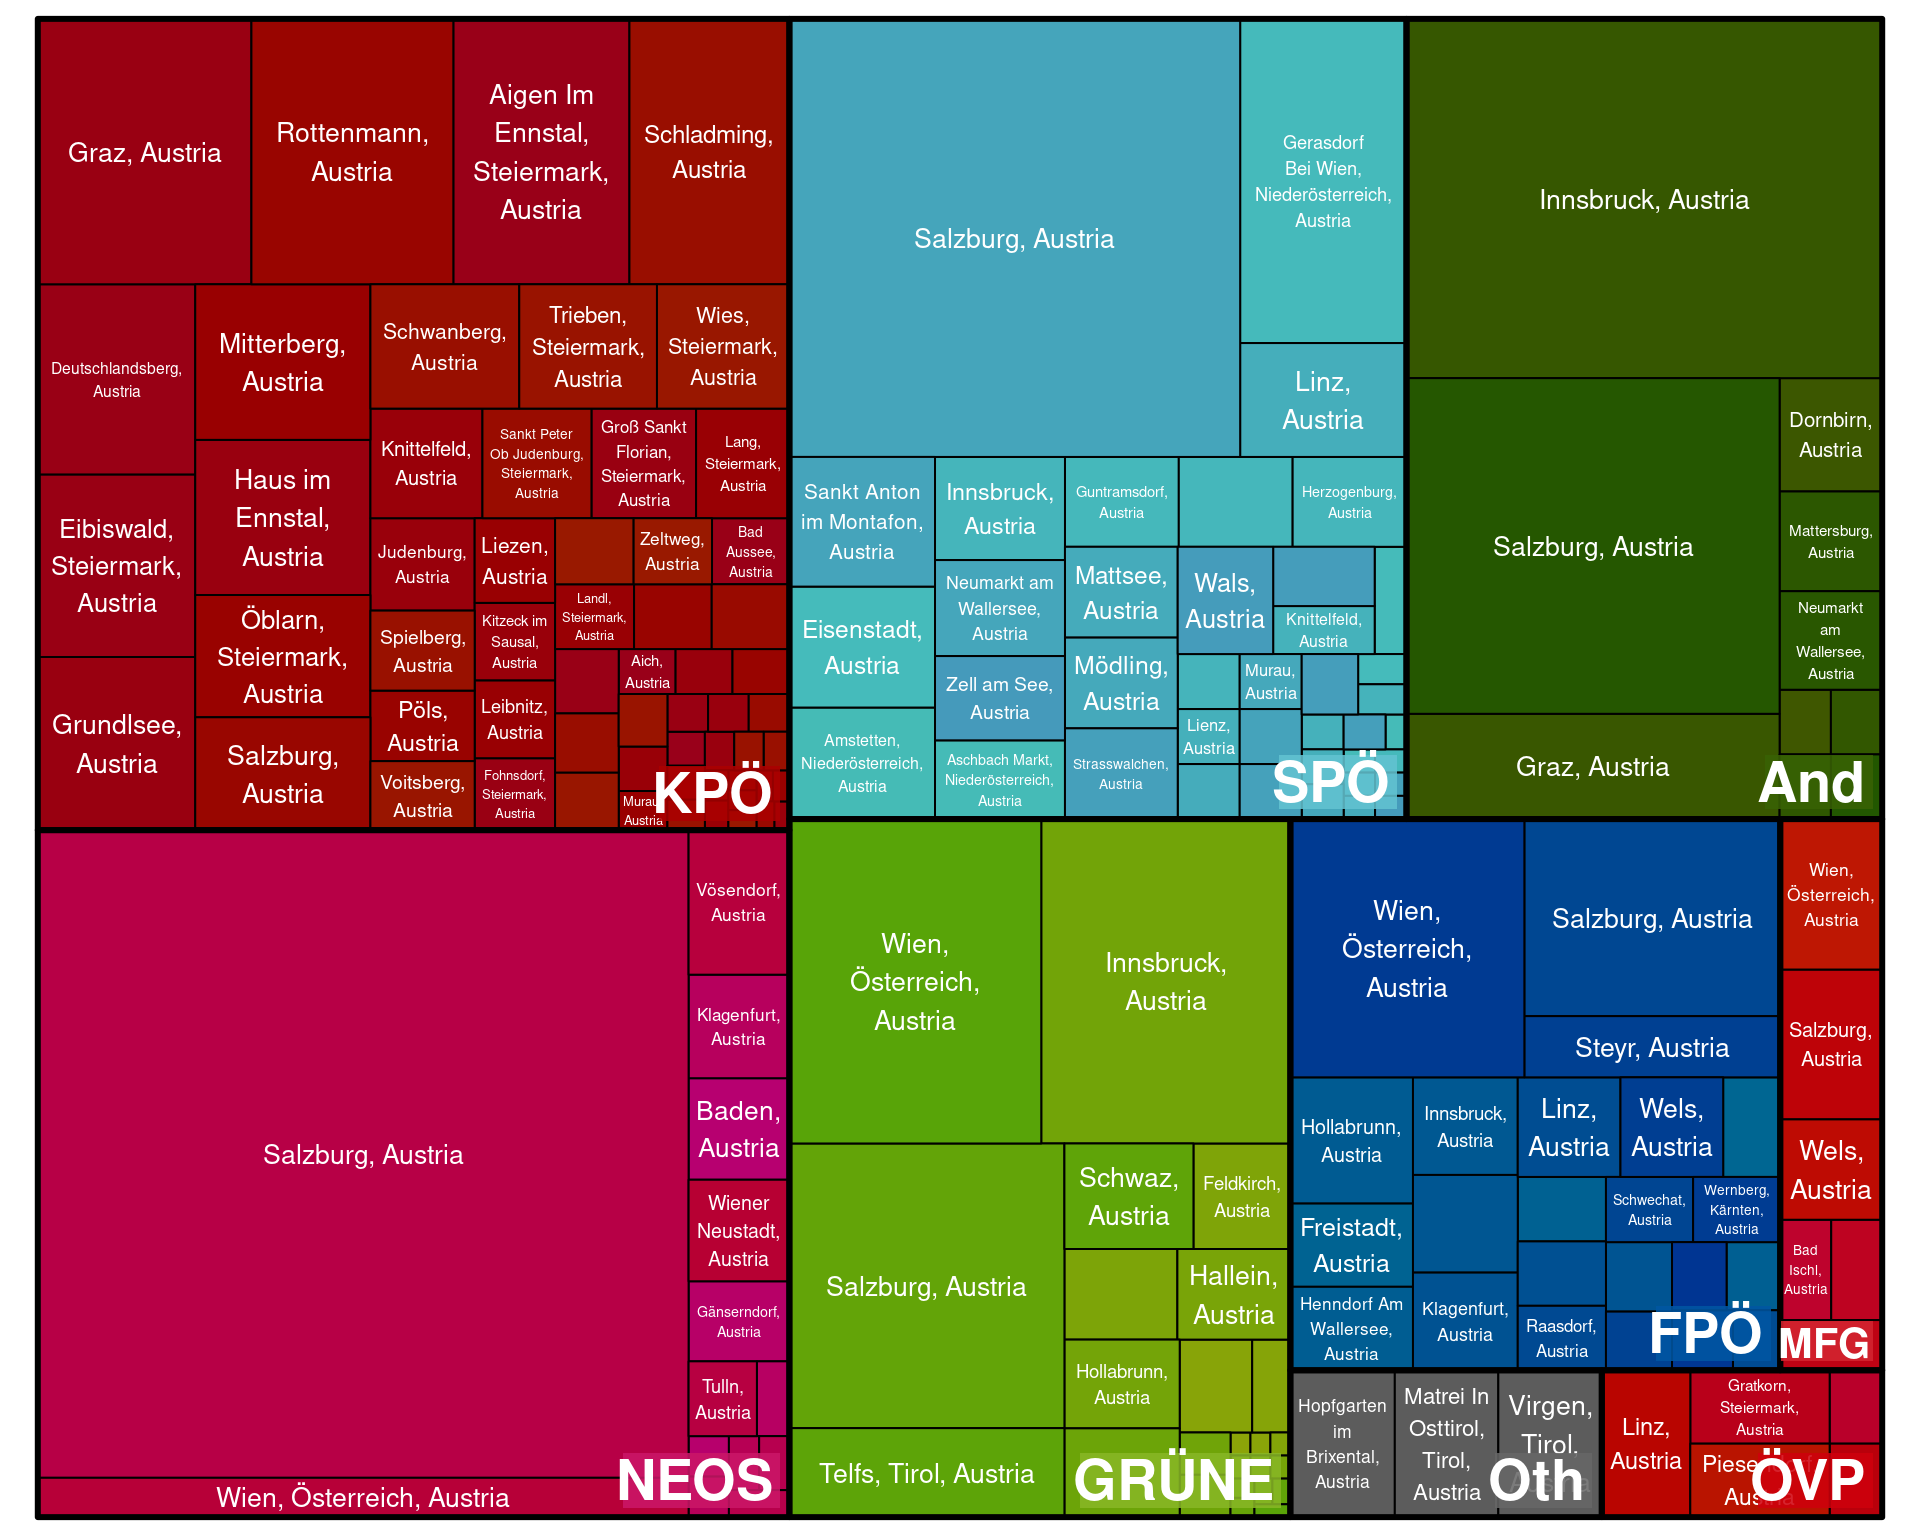 Graz, Austria
Rottenmann,
Austria
Aigen Im
Ennstal,
Steiermark,
Austria
Schladming,
Austria
Deutschlandsberg,
Austria
Mitterberg,
Austria
Schwanberg,
Austria
Trieben,
Steiermark,
Austria
Wies,
Steiermark,
Austria
Eibiswald,
Steiermark,
Austria
Haus im
Ennstal,
Austria
Knittelfeld,
Austria
Sankt Peter
Ob Judenburg,
Steiermark,
Austria
Groß Sankt
Florian,
Steiermark,
Austria
Lang,
Steiermark,
Austria
Judenburg,
Austria
Liezen,
Austria
Zeltweg,
Austria
Bad
Aussee,
Austria
Öblarn,
Steiermark,
Austria
Spielberg,
Austria
Kitzeck im
Sausal,
Austria
Landl,
Steiermark,
Austria
Aich,
Austria
Grundlsee,
Austria
Salzburg,
Austria
Pöls,
Austria
Leibnitz,
Austria
Voitsberg,
Austria
Fohnsdorf,
Steiermark,
Austria
Murau,
Austria
KPÖ
Salzburg, Austria
Gerasdorf
Bei Wien,
Niederösterreich,
Austria
Linz,
Austria
Sankt Anton
im Montafon,
Austria
Innsbruck,
Austria
Guntramsdorf,
Austria
Herzogenburg,
Austria
Eisenstadt,
Austria
Neumarkt am
Wallersee,
Austria
Mattsee,
Austria
Wals,
Austria
Knittelfeld,
Austria
Zell am See,
Austria
Mödling,
Austria
Murau,
Austria
Amstetten,
Niederösterreich,
Austria
Aschbach Markt,
Niederösterreich,
Austria
Strasswalchen,
Austria
Lienz,
Austria
SPÖ
Innsbruck, Austria
Salzburg, Austria
Dornbirn,
Austria
Mattersburg,
Austria
Neumarkt
am
Wallersee,
Austria
Graz, Austria
And
Salzburg, Austria
Vösendorf,
Austria
Klagenfurt,
Austria
Baden,
Austria
Wiener
Neustadt,
Austria
Gänserndorf,
Austria
Tulln,
Austria
Wien, Österreich, Austria
NEOS
Wien,
Österreich,
Austria
Innsbruck,
Austria
Salzburg, Austria
Schwaz,
Austria
Feldkirch,
Austria
Hallein,
Austria
Hollabrunn,
Austria
Telfs, Tirol, Austria
GRÜNE
Wien,
Österreich,
Austria
Salzburg, Austria
Steyr, Austria
Hollabrunn,
Austria
Innsbruck,
Austria
Linz,
Austria
Wels,
Austria
Schwechat,
Austria
Wernberg,
Kärnten,
Austria
Freistadt,
Austria
Henndorf Am
Wallersee,
Austria
Klagenfurt,
Austria
Raasdorf,
Austria
FPÖ
Wien,
Österreich,
Austria
Salzburg,
Austria
Wels,
Austria
Bad
Ischl,
Austria
MFG
Hopfgarten
im
Brixental,
Austria
Matrei In
Osttirol,
Tirol,
Austria
Virgen,
Tirol,
Austria
Oth
Linz,
Austria
Gratkorn,
Steiermark,
Austria
ÖVP